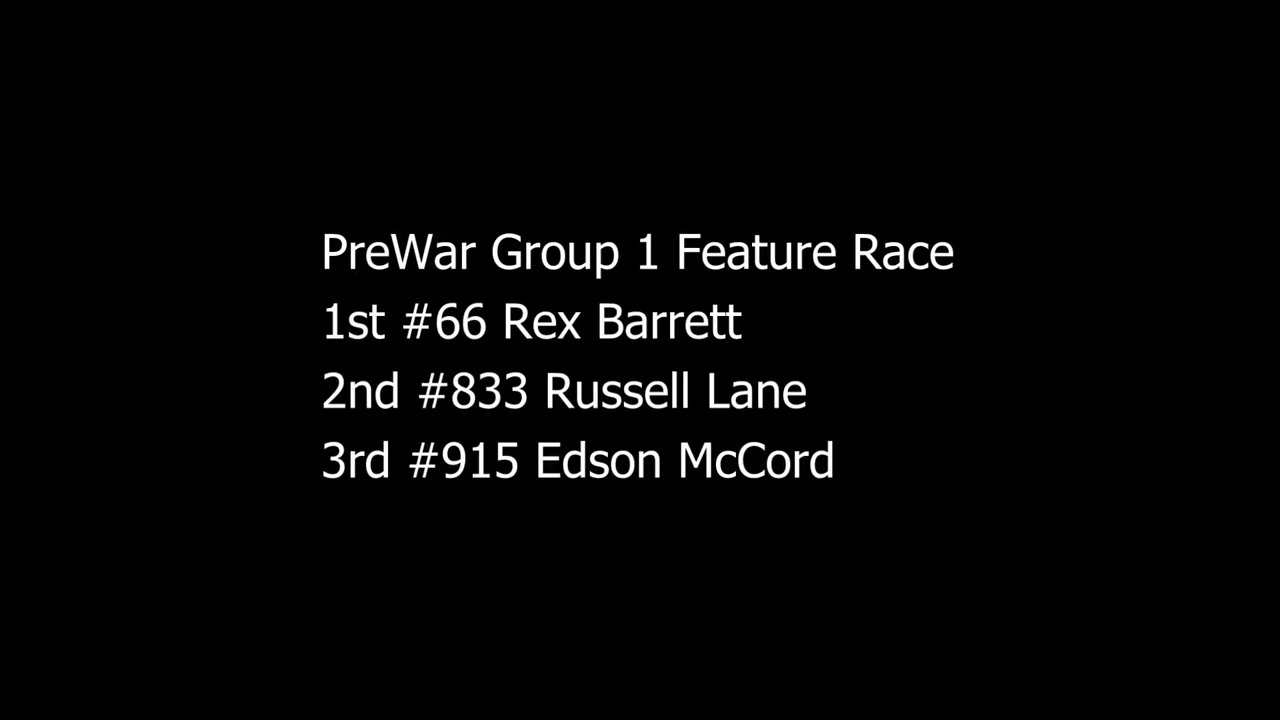 PreWar Group 1 Feature Race
1st #66 Rex Barrett
2nd #833 Russell Lane
3rd #915 Edson McCord